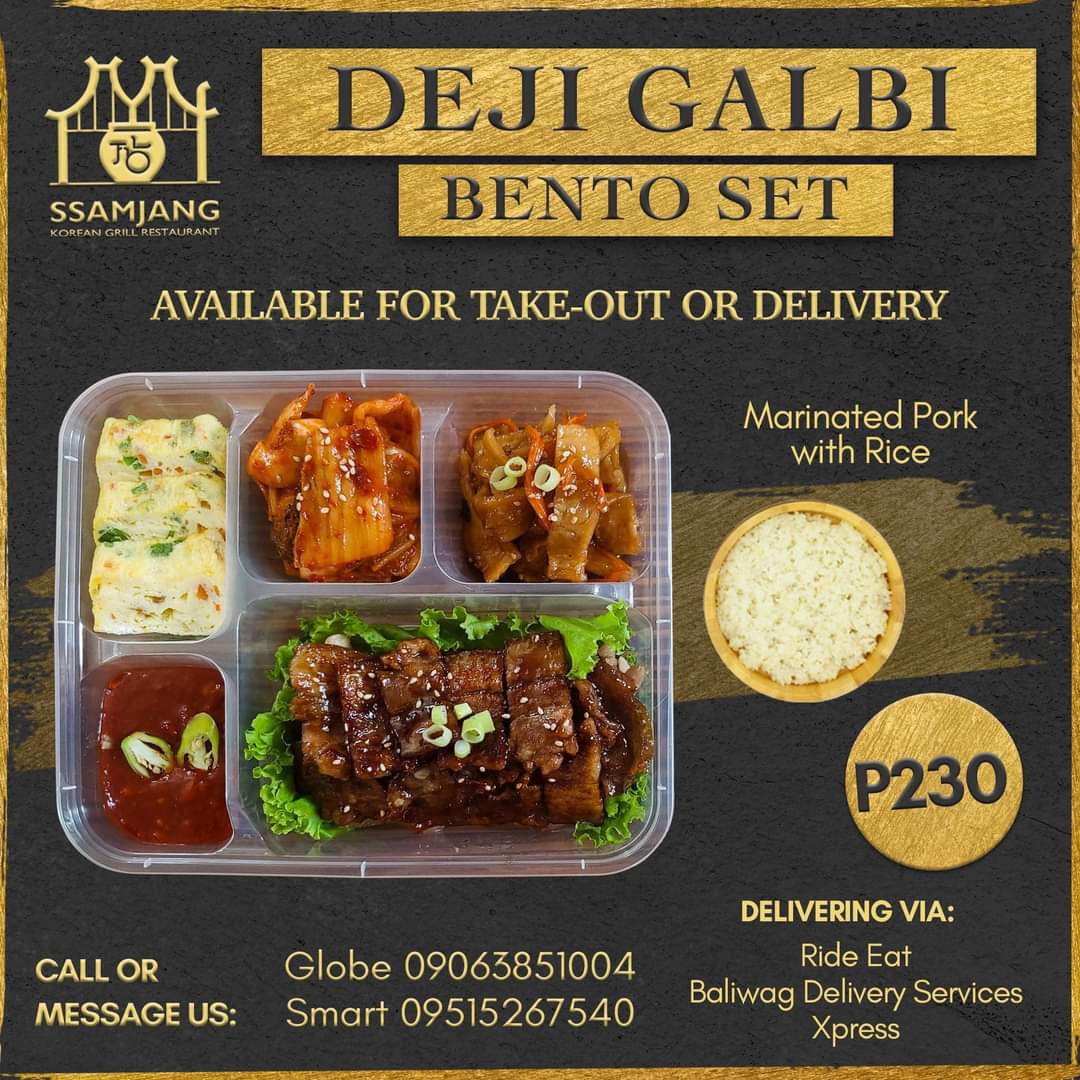 SSAMJANG
KOREAN GRILL RESTAURANT
DEJI GALBI
BENTO SET
AVAILABLE FOR TAKE-OUT OR DELIVERY
Marinated Pork
with Rice
P230
DELIVERING VIA:
Ride Eat
Baliwag Delivery Services
Xpress
CALL OR
MESSAGE US:
Globe 09063851004
Smart 09515267540